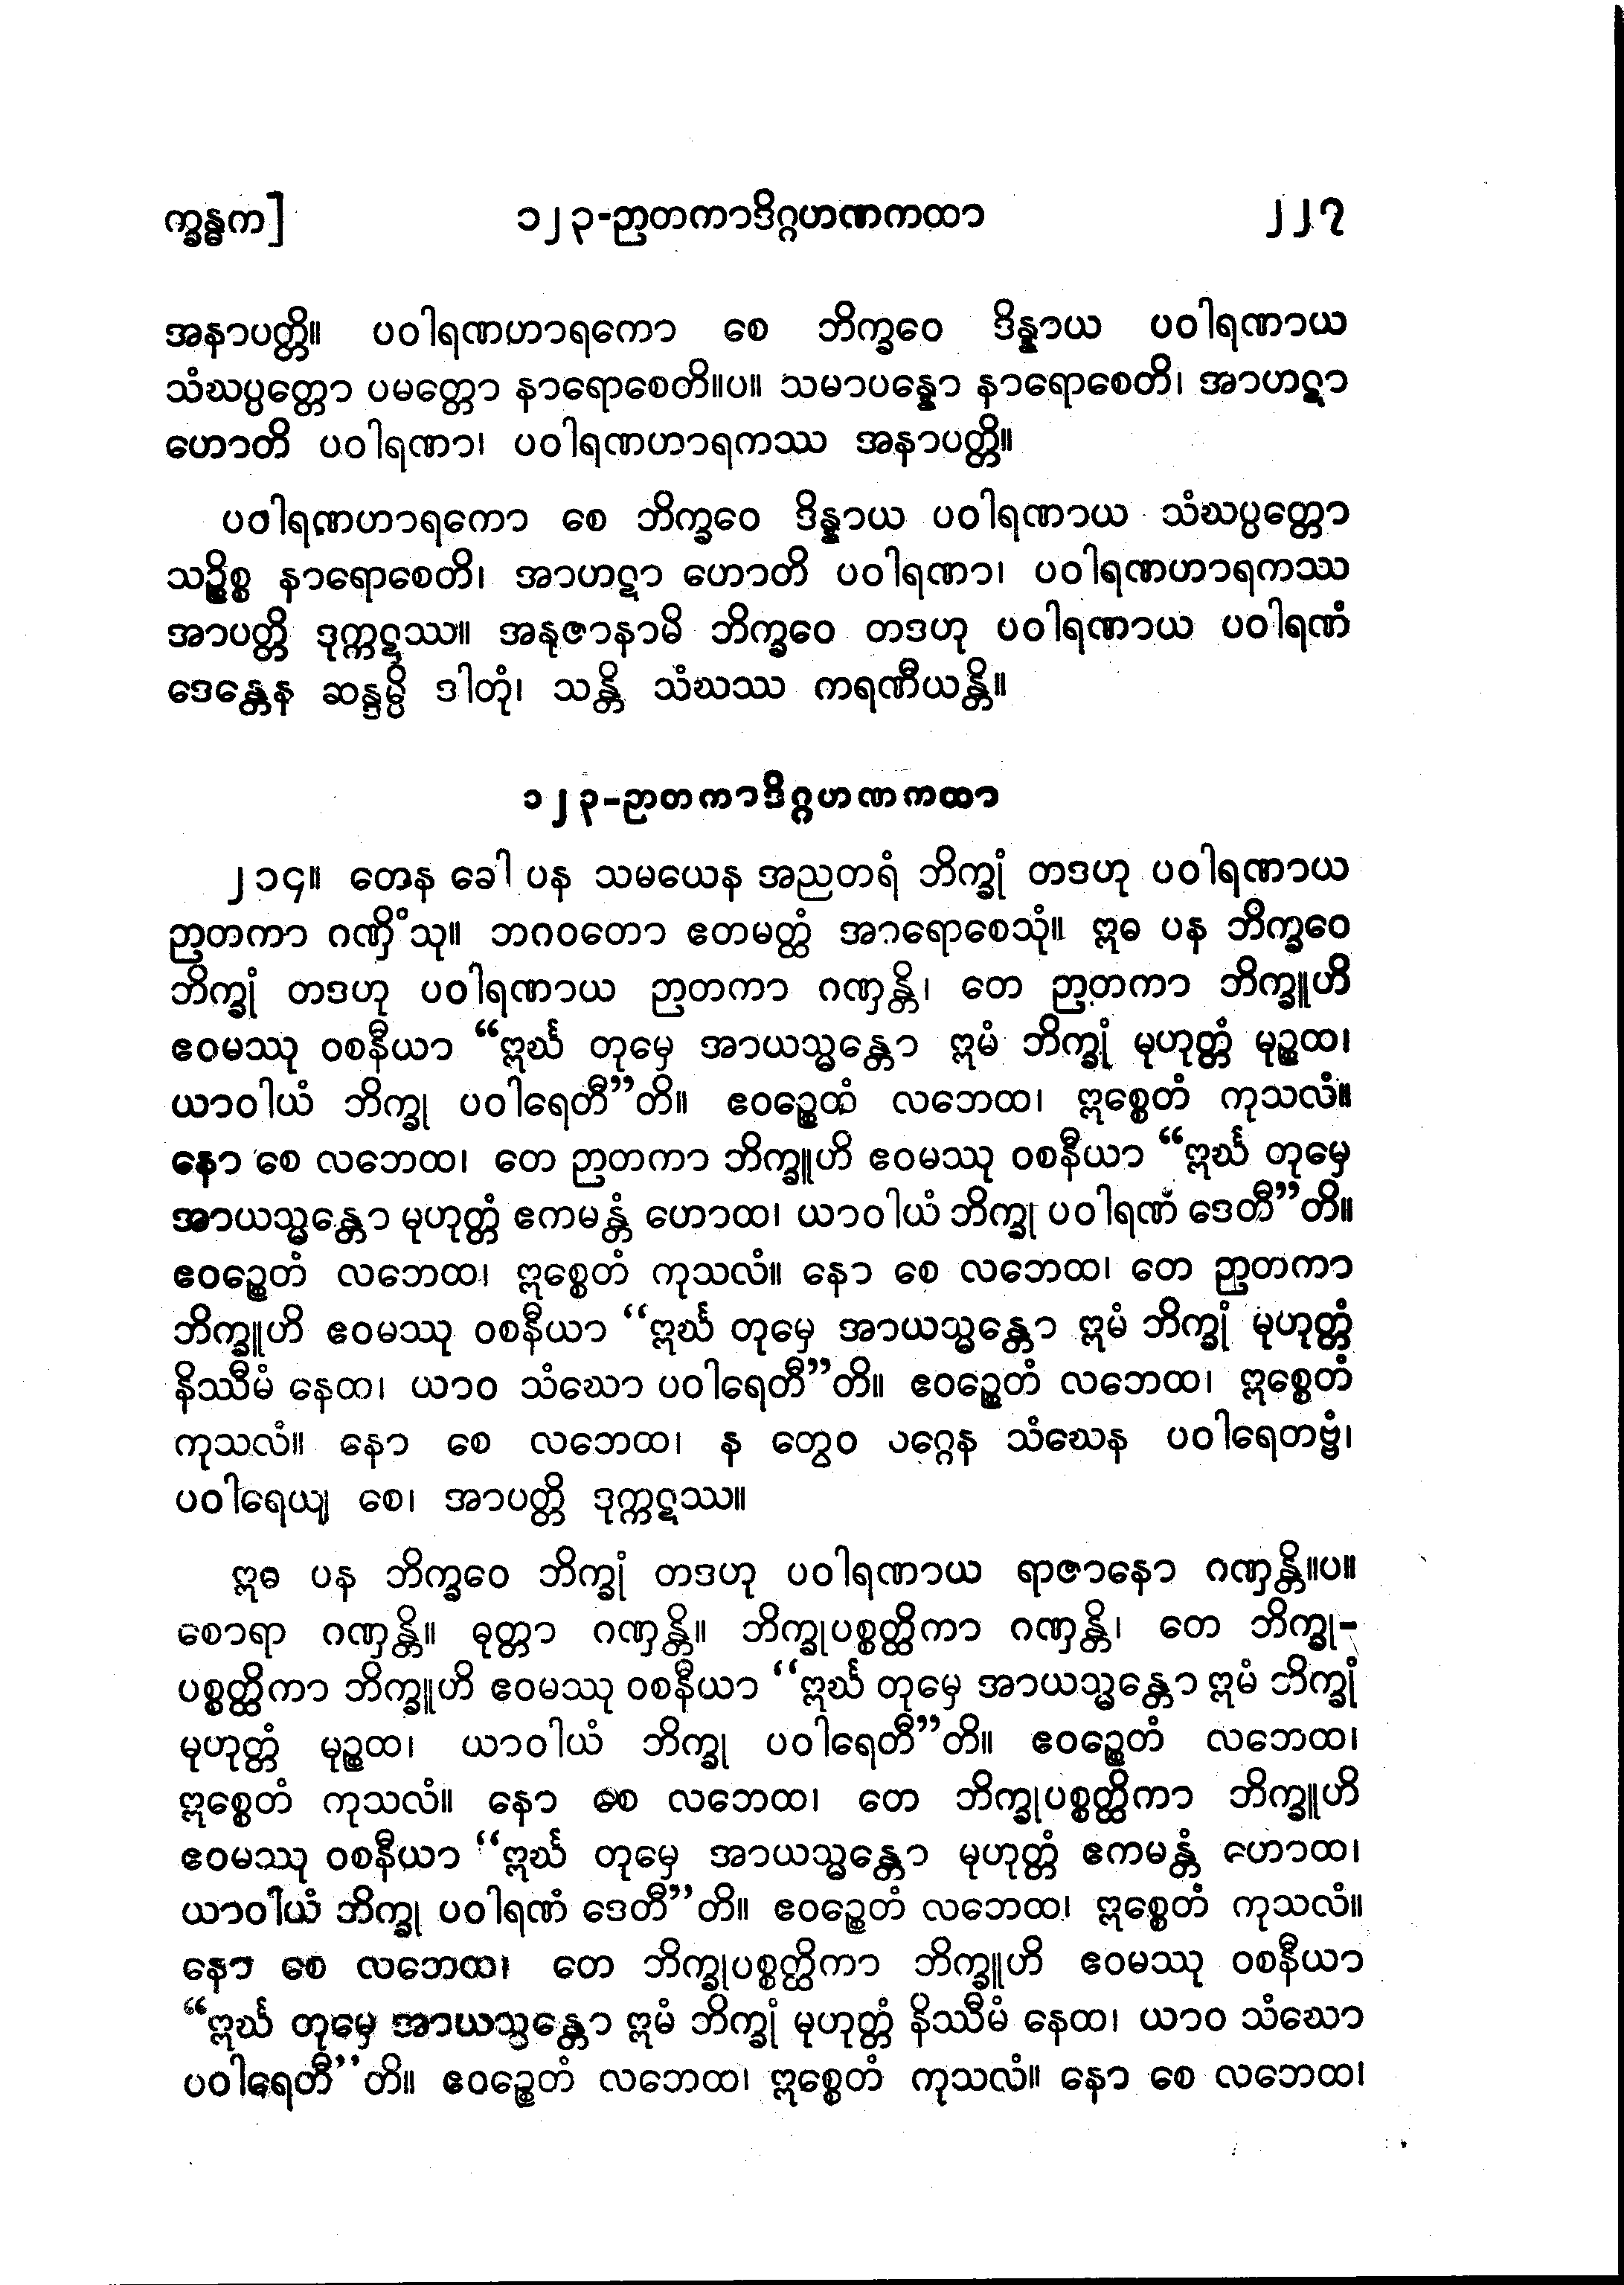 က္ခန္ဓက] ၁၂၃-ဉာတကာဒိဂ္ဂဟဏကထာ ၂၂၇
အနာပတ္တိ။ ပဝါရဏဟာရကော စေ ဘိက္ခဝေ ဒိန္နာယ ပဝါရဏာယ
သံဃပ္ပတ္တော ပမတ္တော နာရောစေတိ။ပ။ သမာပန္နော နာရောစေတိ၊ အာဟဋာ
ဟောတိ ပဝါရဏာ၊ ပဝါရဏဟာရကဿ အနာပတ္တိ။
ပဝါရဏဟာရကော စေ ဘိက္ခဝေ ဒိန္နာယ ပဝါရဏာယ သံဃပ္ပတ္တော
သဉ္စိစ္စ နာရောစေတိ၊ အာဟဋာ ဟောတိ ပဝါရဏာ၊ ပဝါရဏဟာရကဿ
အာပတ္တိ ဒုက္ကဋဿ။ အနုဇာနာမိ ဘိက္ခဝေ တဒဟု ပဝါရဏာယ ပဝါရဏံ
ဒေန္တေန ဆန္ဒမ္ပိ ဒါတုံ၊ သန္တိ သံဃဿ ကရဏီယန္တိ။
၁၂၃-ဉာတကာဒိဂ္ဂဟဏကထာ
၂၁၄။ တေန ခေါ ပန သမယေန အညတရံ ဘိက္ခုံ တဒဟု ပဝါရဏာယ
ဉာတကာ ဂဏှိံသု။ ဘဂဝတော ဧတမတ္ထံ အာရောစေသုံ။ ဣဓ ပန ဘိက္ခဝေ
ဘိက္ခုံ တဒဟု ပဝါရဏာယ ဉာတကာ ဂဏှန္တိ၊ တေ ဉာတကာ ဘိက္ခူဟိ
ဧဝမဿု ဝစနီယာ “ဣင်္ဃ တုမှေ အာယသ္မန္တော ဣမံ ဘိက္ခုံ မုဟုတ္တံ မုဉ္စထ၊
ယာဝါယံ ဘိက္ခု ပဝါရေတီ”တိ။ ဧဝဉ္စေတံ လဘေထ၊ ဣစ္စေတံ ကုသလံ။
နော စေ လဘေထ၊ တေ ဉာတကာ ဘိက္ခူဟိ ဧဝမဿု ဝစနီယာ “ဣင်္ဃ တုမှေ
အာယသ္မန္တော မုဟုတ္တံ ဧကမန္တံ ဟောထ၊ ယာဝါယံ ဘိက္ခု ပဝါရဏံ ဒေတီ”တိ။
ဧဝဉ္စေတံ လဘေထ၊ ဣစ္စေတံ ကုသလံ။ နော စေ လဘေထ၊ တေ ဉာတကာ
ဘိက္ခူဟိ ဧဝမဿု ဝစနီယာ “ဣင်္ဃ တုမှေ အာယသ္မန္တော ဣမံ ဘိက္ခုံ မုဟုတ္တံ
နိဿီမံ နေထ၊ ယာဝ သံဃော ပဝါရေတီ”တိ။ ဧဝဉ္စေတံ လဘေထ၊ ဣစ္စေတံ
ကုသလံ။ နော စေ လဘေထ၊ န တွေဝ ဝဂ္ဂေန သံဃေန ပဝါရေတဗ္ဗံ၊
ပဝါရေယျ စေ၊ အာပတ္တိ ဒုက္ကဋဿ။
ဣဓ ပန ဘိက္ခဝေ ဘိက္ခုံ တဒဟု ပဝါရဏာယ ရာဇာနော ဂဏှန္တိ။ပ။
စောရာ ဂဏှန္တိ။ ဓုတ္တာ ဂဏှန္တိ။ ဘိက္ခုပစ္စတ္ထိကာ ဂဏှန္တိ၊ တေ ဘိက္ခု-
ပစ္စတ္ထိကာ ဘိက္ခူဟိ ဧဝမဿု ဝစနီယာ “ဣင်္ဃ တုမှေ အာယသ္မန္တော ဣမံ ဘိက္ခုံ
မုဟုတ္တံ မုဉ္စထ၊ ယာဝါယံ ဘိက္ခု ပဝါရေတီ”တိ။ ဧဝဉ္စေတံ လဘေထ၊
ဣစ္စေတံ ကုသလံ။ နော စေ လဘေထ၊ တေ ဘိက္ခုပစ္စတ္ထိကာ ဘိက္ခူဟိ
ဧဝမဿု ဝစနီယာ “ဣင်္ဃ တုမှေ အာယသ္မန္တော မုဟုတ္တံ ဧကမန္တံ ဟောထ၊
ယာဝါယံ ဘိက္ခု ပဝါရဏံ ဒေတီ”တိ။ ဧဝဉ္စေတံ လဘေထ၊ ဣစ္စေတံ ကုသလံ။
နော စေ လဘေထ၊ တေ ဘိက္ခုပစ္စတ္ထိကာ ဘိက္ခူဟိ ဧဝမဿု ဝစနီယာ
“ဣင်္ဃ တုမှေ အာယသ္မန္တော ဣမံ ဘိက္ခုံ မုဟုတ္တံ နိဿီမံ နေထ၊ ယာဝ သံဃော
ပဝါရေတီ”တိ။ ဧဝဉ္စေတံ လဘေထ၊ ဣစ္စေတံ ကုသလံ။ နော စေ လဘေထ၊